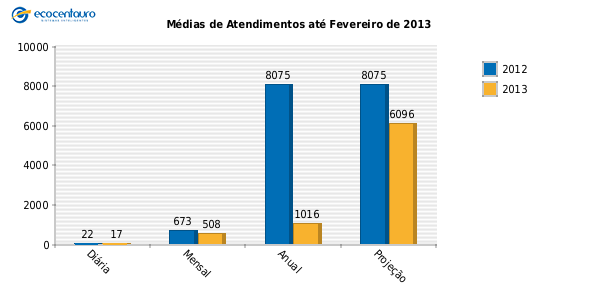 ecocentauro
Médias de Atendimentos até Fevereiro de 2013
10000
8000
6000
4000
2000
0
22
17
673
508
8075
1016
8075
6096
Diária
Mensal
Anual
Projeção
2012
2013